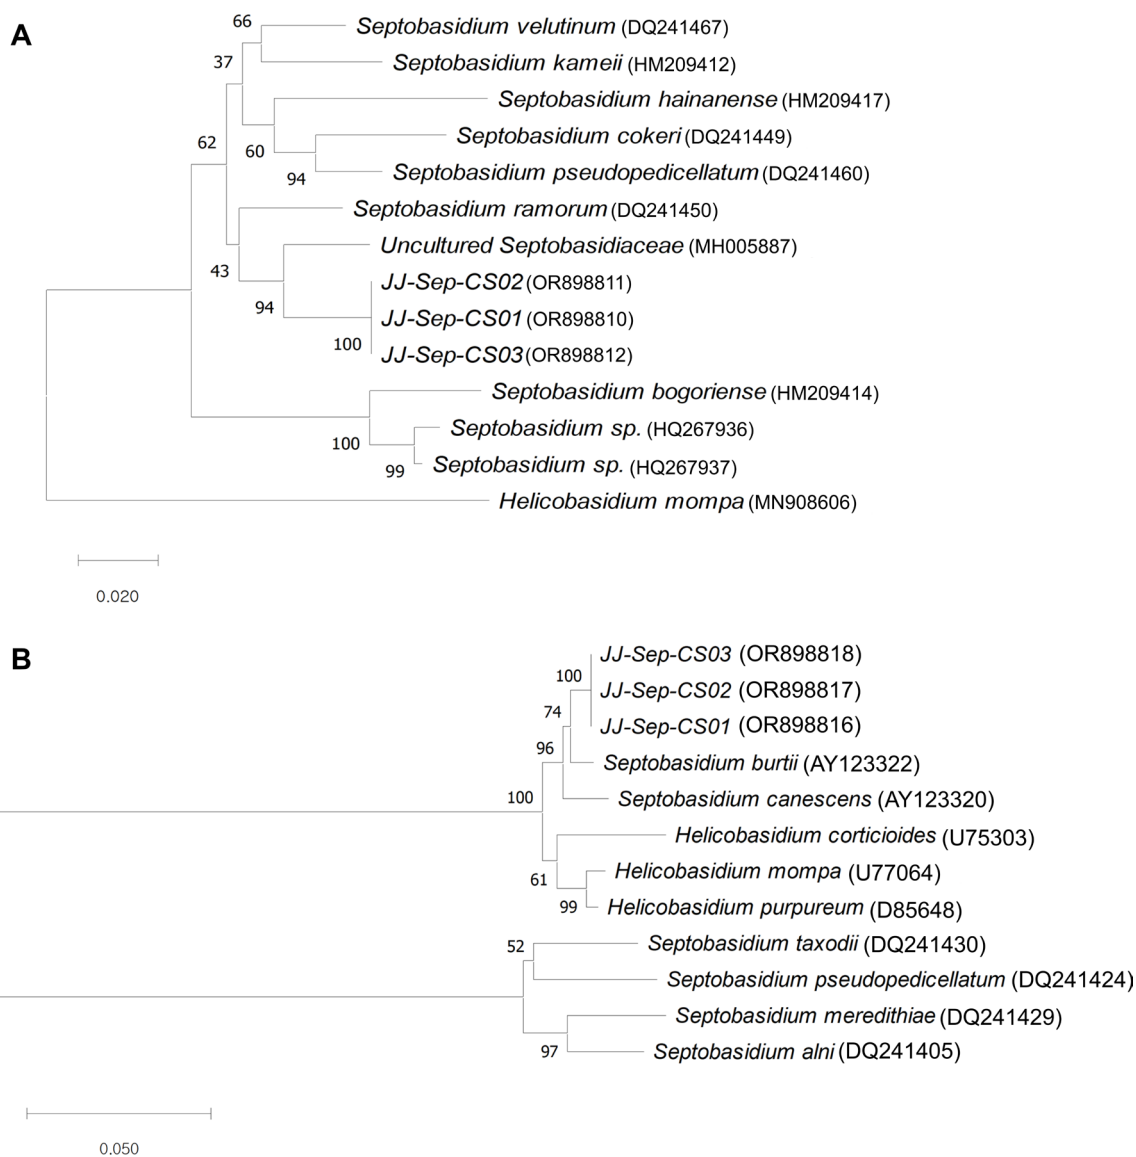 A
66
Septobasidium velutinum (DQ241467)
37
Septobasidium kameii (HM209412)
Septobasidium hainanense (HM209417)
62
Septobasidium cokeri (DQ241449)
60
Septobasidium pseudopedicellatum (DQ241460)
94
Septobasidium ramorum (DQ241450)
Uncultured Septobasidiaceae (MH005887)
43
JJ-Sep-CS02 (OR898811)
94
JJ-Sep-CS01 (OR898810)
100
JJ-Sep-CS03 (OR898812)
Septobasidium bogoriense (HM209414)
Septobasidium sp. (HQ267936)
100
Septobasidium sp. (HQ267937)
99
Helicobasidium mompa (MN908606)
0.020
B
JJ-Sep-CS03 (OR898818)
100
JJ-Sep-CS02 (OR898817)
74
JJ-Sep-CS01 (OR898816)
96
Septobasidium burtii (AY123322)
100
Septobasidium canescens (AY123320)
Helicobasidium corticioides (U75303)
Helicobasidium mompa (U77064)
61
Helicobasidium purpureum (D85648)
99
52
Septobasidium taxodii (DQ241430)
Septobasidium pseudopedicellatum (DQ241424)
Septobasidium meredithiae (DQ241429)
97
Septobasidium alni (DQ241405)
0.050